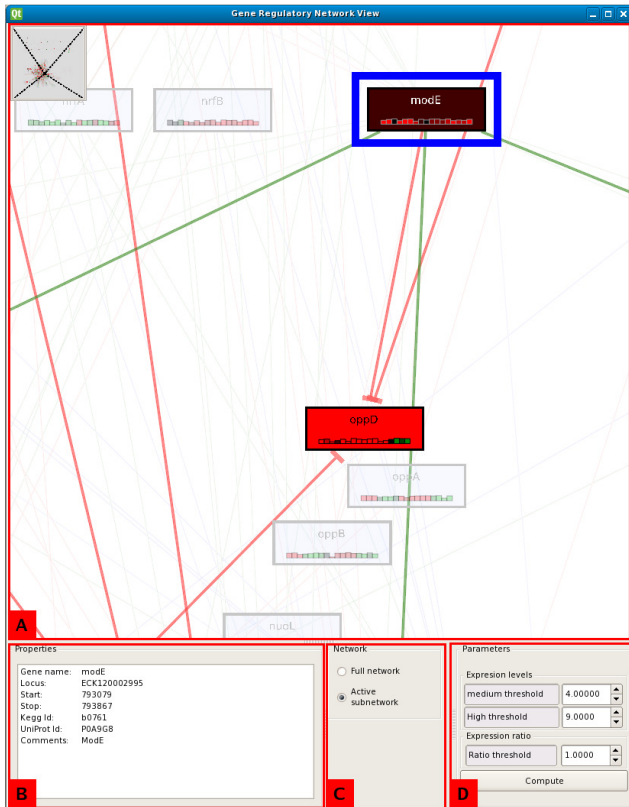 Gene Regulatory Network View
nrfA
nrfB
modE
oppD
oppA
oppB
nuoL
A
Properties
Gene name: modE
Locus: ECK120002995
Start: 793079
Stop: 793867
Kegg Id: b0761
UniProt Id: P0A9G8
Comments: ModE
B
Network
Full network
Active
subnetwork
C
Parameters
Expresion levels
medium threshold 4.00000
High threshold 9.0000
Expression ratio
Ratio threshold 1.0000
Compute
D